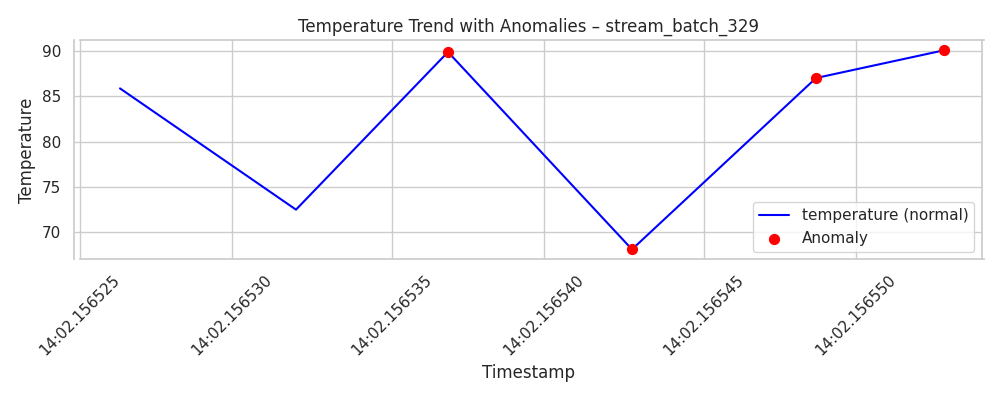 Temperature Trend with Anomalies – stream_batch_329
Temperature
90
85
80
75
70
temperature (normal)
Anomaly
14:02.156525
14:02.156530
14:02.156535
14:02.156540
14:02.156545
14:02.156550
Timestamp